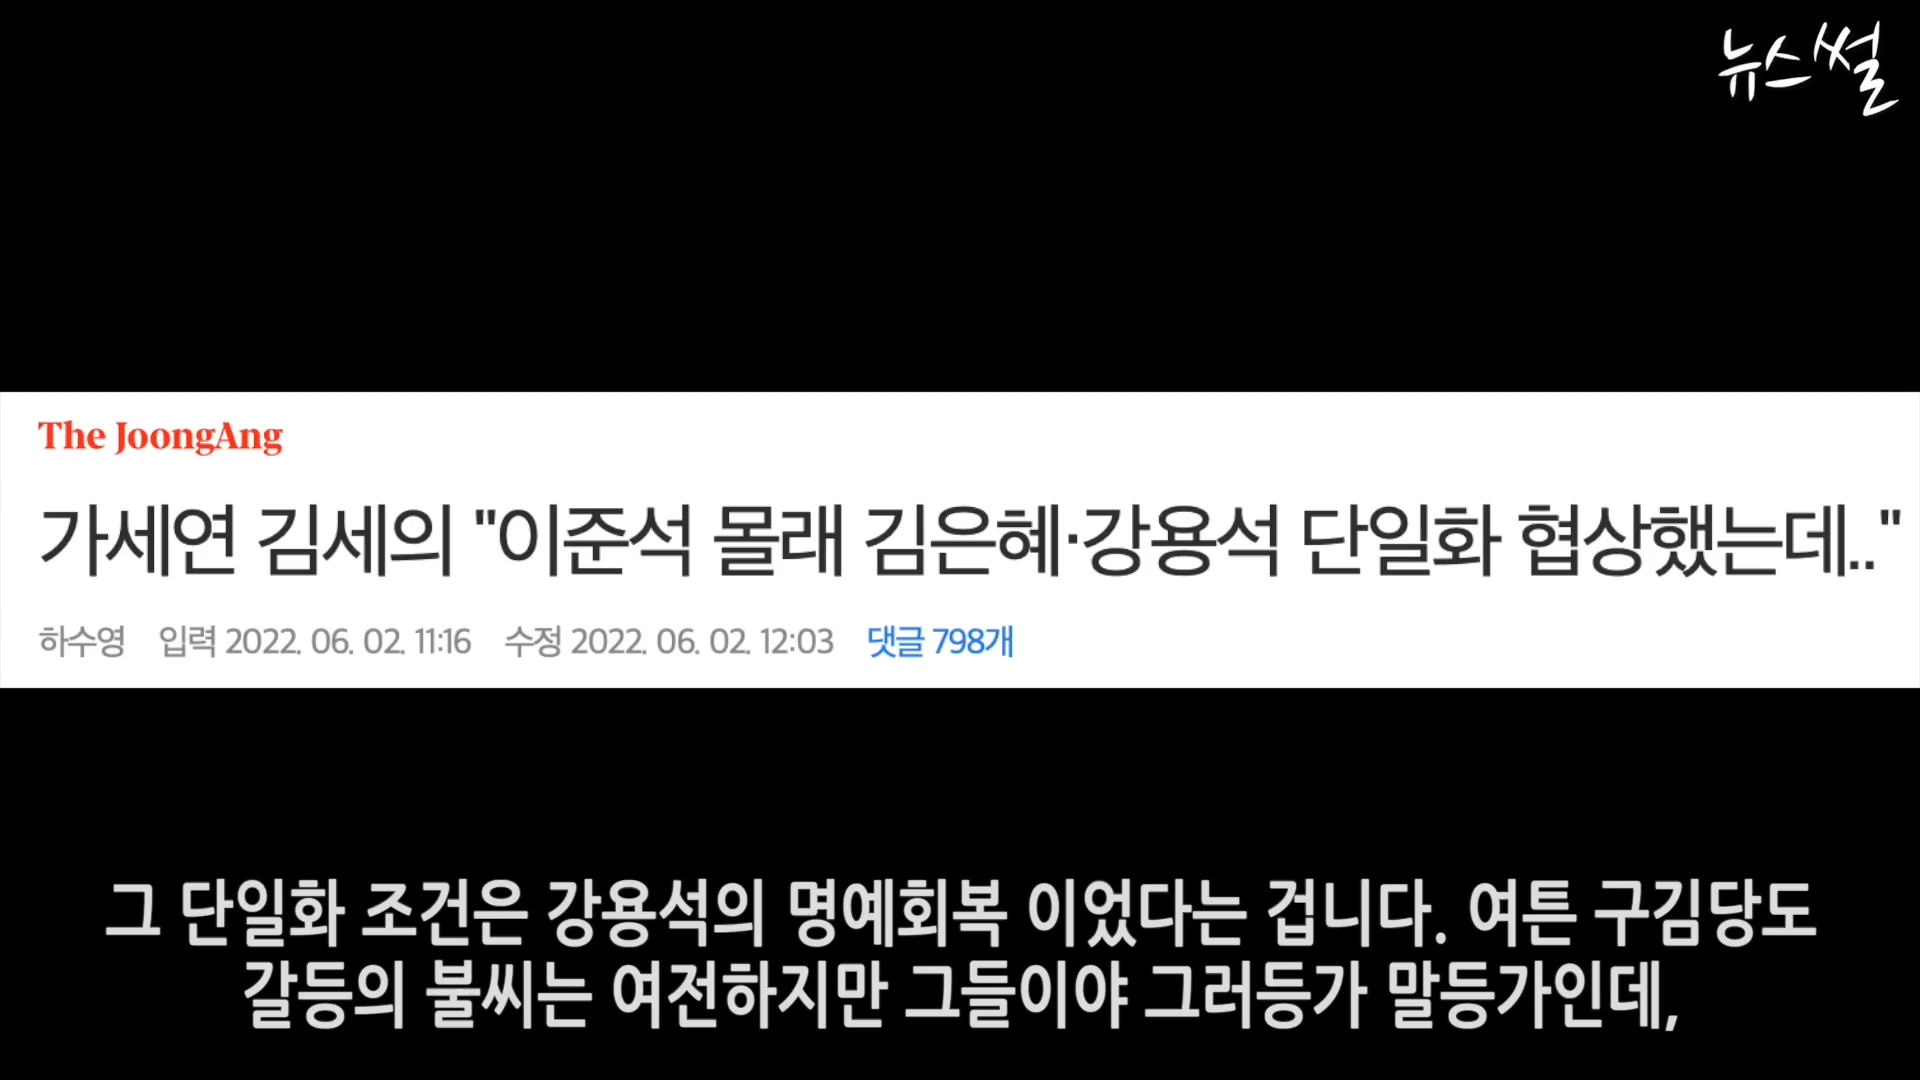 뉴스썰
The JoongAng
가세연 김세의 "이준석 몰래 김은혜·강용석 단일화 협상했는데.."
하수영 입력 2022. 06. 02. 11:16 수정 2022. 06. 02. 12:03 댓글 798개
그 단일화 조건은 강용석의 명예회복 이었다는 겁니다. 여튼 구김당도
갈등의 불씨는 여전하지만 그들이야 그러등가 말등가인데,